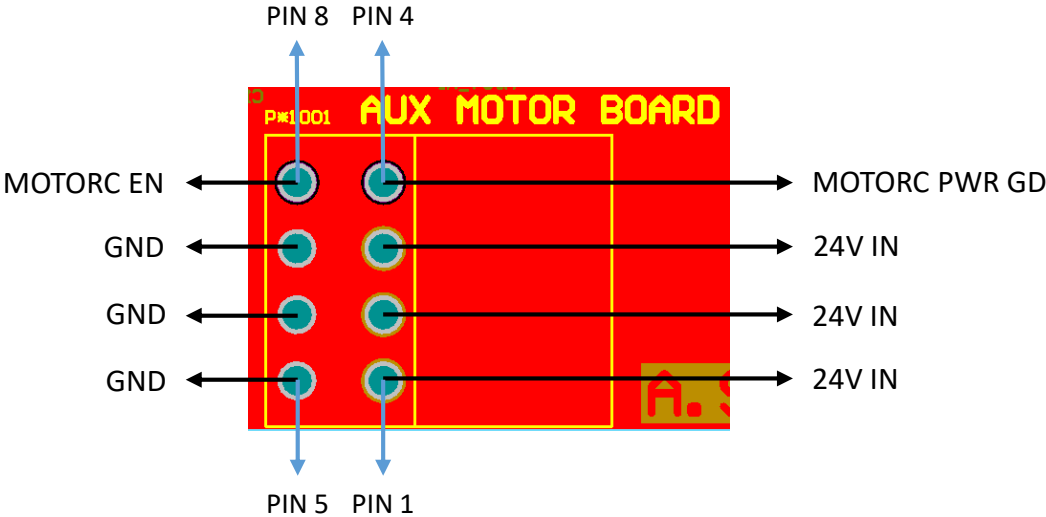 PIN 8 PIN 4
P*1001 AUX MOTOR BOARD
MOTORC EN MOTORC PWR GD
GND 24V IN
GND 24V IN
GND 24V IN
A.
PIN 5 PIN 1